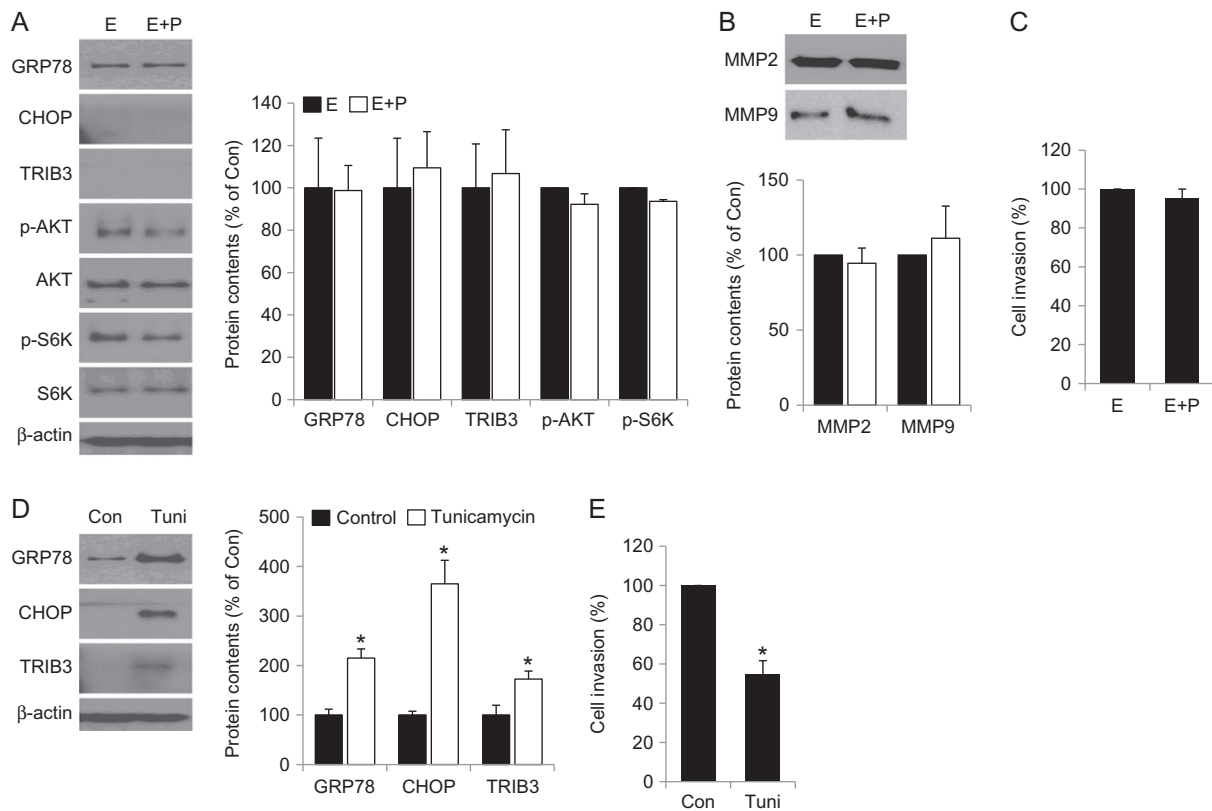 A
E E+P
GRP78
CHOP
TRIB3
p-AKT
AKT
p-S6K
S6K
β-actin
E E+P
Protein contents (% of Con)
140
120
100
80
60
40
20
0
GRP78 CHOP TRIB3 p-AKT p-S6K
B
E E+P
MMP2
MMP9
Protein contents (% of Con)
150
100
50
0
MMP2 MMP9
C
Cell invasion (%)
120
100
80
60
40
20
0
E E+P
D
Con Tuni
GRP78
CHOP
TRIB3
β-actin
Control Tunicamycin
Protein contents (% of Con)
500
400
300
200
100
0
* * *
GRP78 CHOP TRIB3
E
Cell invasion (%)
120
100
80
60
40
20
0
*
Con Tuni